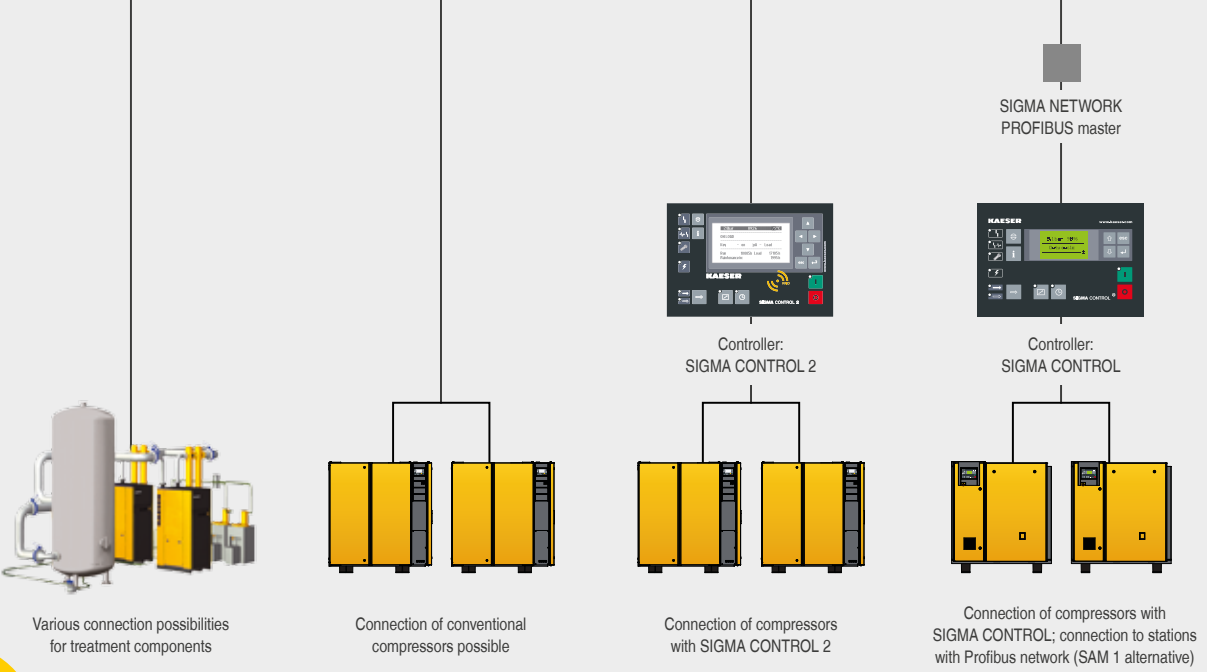 SIGMA NETWORK
PROFIBUS master
KAESER
SIGMA CONTROL 2
KAESER
SIGMA CONTROL
Controller:
SIGMA CONTROL 2
Controller:
SIGMA CONTROL
Various connection possibilities
for treatment components
Connection of conventional
compressors possible
Connection of compressors
with SIGMA CONTROL 2
Connection of compressors with
SIGMA CONTROL; connection to stations
with Profibus network (SAM 1 alternative)